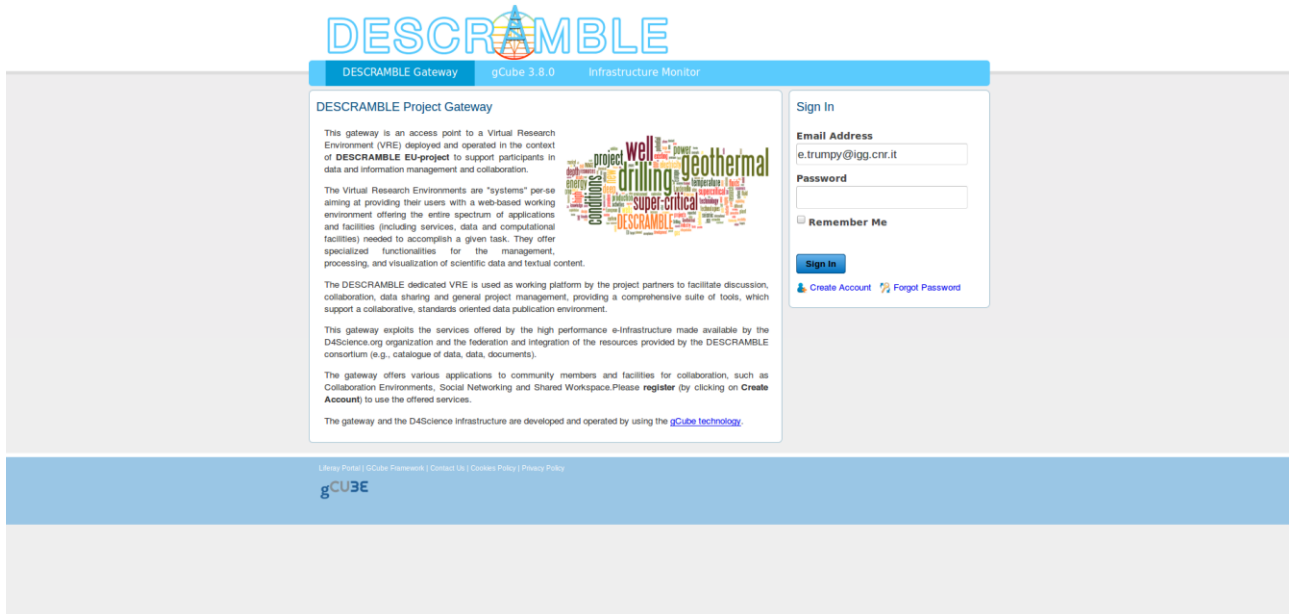 DESCRAMBLE
DESCRAMBLE Gateway gCube 3.8.0 Infrastructure Monitor
DESCRAMBLE Project Gateway
This gateway is an access point to a Virtual Research
Environment (VRE) deployed and operated in the context
of DESCRAMBLE EU-project to support participants in
data and information management and collaboration.
The Virtual Research Environments are "systems" per-se
aiming at providing their users with a web-based working
environment offering the entire spectrum of applications
and facilities (including services, data and computational
facilities) needed to accomplish a given task. They offer
specialized functionalities for the management,
processing, and visualization of scientific data and textual content.
project
well
power
geothermal
drilling
energy
conditions
super-critical
temperature
supercritical
technology
DESCRAMBLE
The DESCRAMBLE dedicated VRE is used as working platform by the project partners to facilitate discussion,
collaboration, data sharing and general project management, providing a comprehensive suite of tools, which
support a collaborative, standards oriented data publication environment.
This gateway exploits the services offered by the high performance e-Infrastructure made available by the
D4Science.org organization and the federation and integration of the resources provided by the DESCRAMBLE
consortium (e.g., catalogue of data, data, documents).
The gateway offers various applications to community members and facilities for collaboration, such as
Collaboration Environments, Social Networking and Shared Workspace.Please register (by clicking on Create
Account) to use the offered services.
The gateway and the D4Science infrastructure are developed and operated by using the gCube technology.
Sign In
Email Address
e.trumpy@igg.cnr.it
Password
Remember Me
Sign In
Create Account Forgot Password
Liferay Portal | GCube Framework | Contact Us | Cookies Policy | Privacy Policy
gCUBE